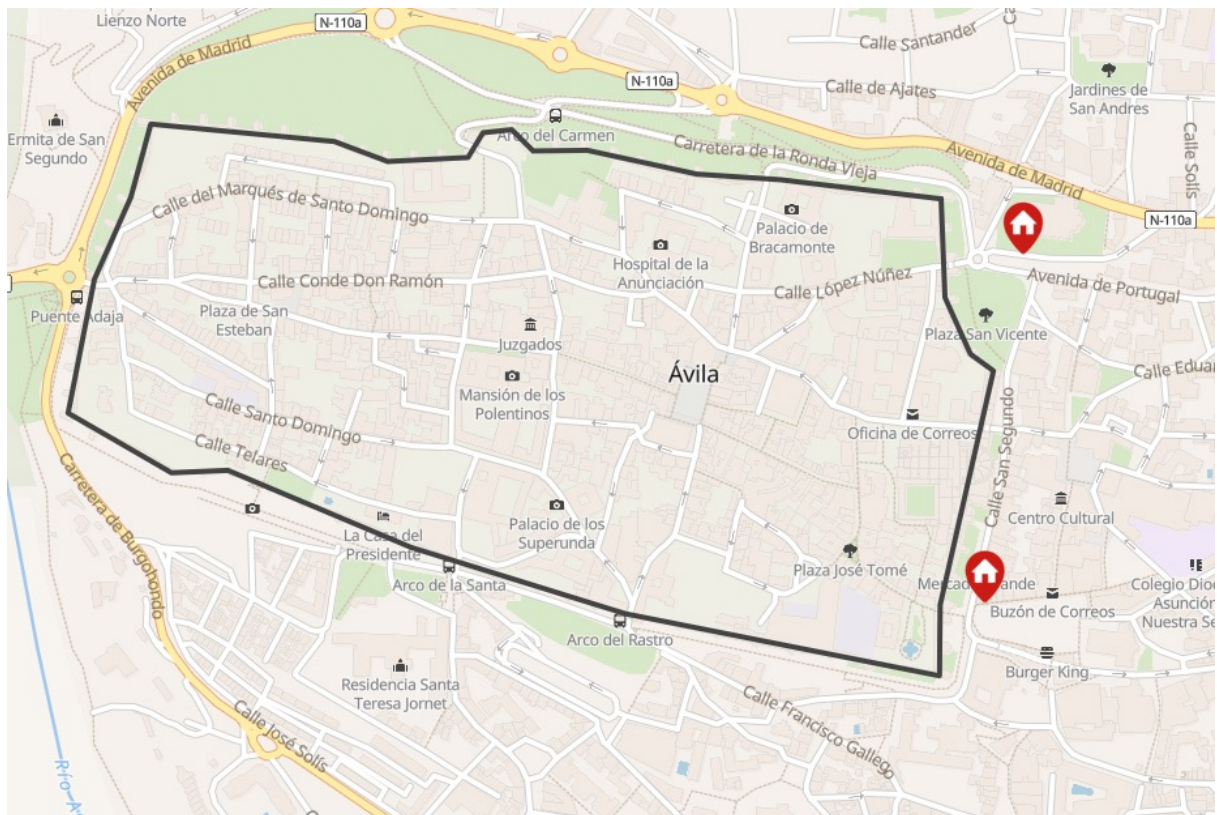 Lienzo Norte
N-110a
Avenida de Madrid
Calle Santander
N-110a
Calle de Ajates
Jardines de
San Andres
Ermita de San
Segundo
Arco del Carmen
Carretera de la Ronda Vieja
Avenida de Madrid
Calle Solís
N-110a
Calle del Marqués de Santo Domingo
Palacio de
Bracamonte
Hospital de la
Anunciación
Calle Conde Don Ramón
Calle López Núñez
Avenida de Portugal
Puente Adaja
Plaza de San
Esteban
Juzgados
Plaza San Vicente
Ávila
Mansión de los
Polentinos
Calle Santo Domingo
Calle Telares
Oficina de Correos
Calle San Segundo
Carretera de Burgohondo
Centro Cultural
La Casa del
Presidente
Palacio de los
Superunda
Plaza José Tomé
Arco de la Santa
Buzón de Correos
Arco del Rastro
Burger King
Residencia Santa
Teresa Jornet
Calle José Solís
Calle Francisco Gallego